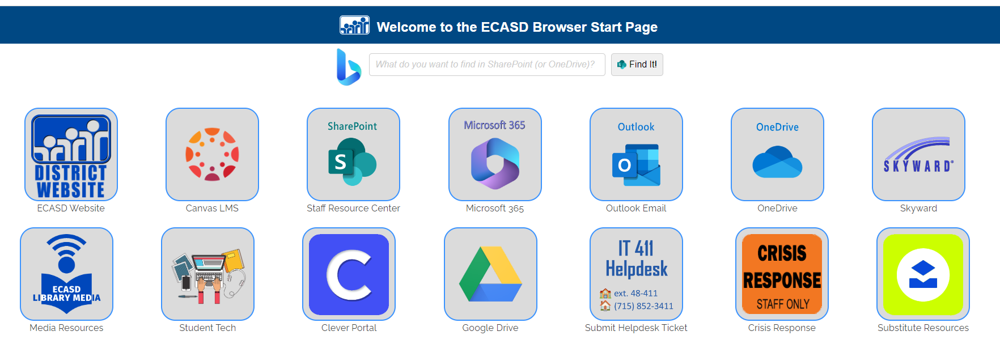 Welcome to the ECASD Browser Start Page
What do you want to find in SharePoint (or OneDrive)?
Find It!
DISTRICT
WEBSITE
ECASD Website
Canvas LMS
SharePoint
S
Staff Resource Center
Microsoft 365
Microsoft 365
Outlook
O
Outlook Email
OneDrive
OneDrive
SKYWARD®
Skyward
ECASD
LIBRARY MEDIA
Media Resources
Student Tech
C
Clever Portal
Google Drive
IT 411
Helpdesk
ext. 48-411
(715) 852-3411
Submit Helpdesk Ticket
CRISIS
RESPONSE
STAFF ONLY
Crisis Response
Substitute Resources